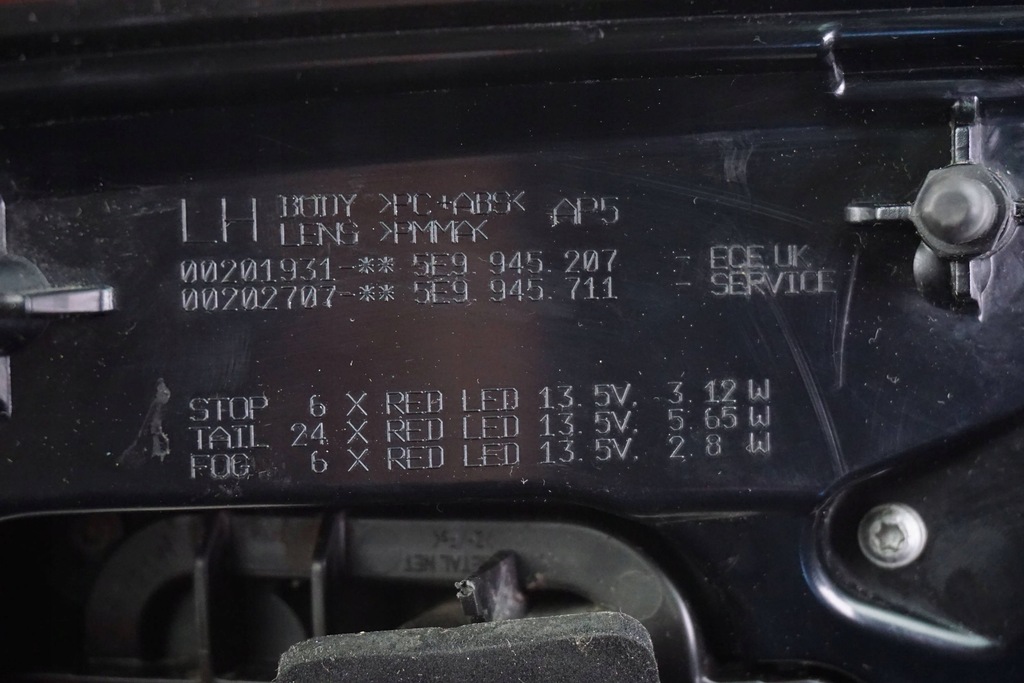 LH BODY >PC+ABS< AP5
LENS >PMMA<
00201931-** 5E9 945.207 - ECE,UK
00202707-** 5E9 945.711 - SERVICE
STOP 6 X RED LED 13.5V. 3.12 W
TAIL 24 X RED LED 13.5V. 5.65 W
FOG 6 X RED LED 13.5V. 2.8 W